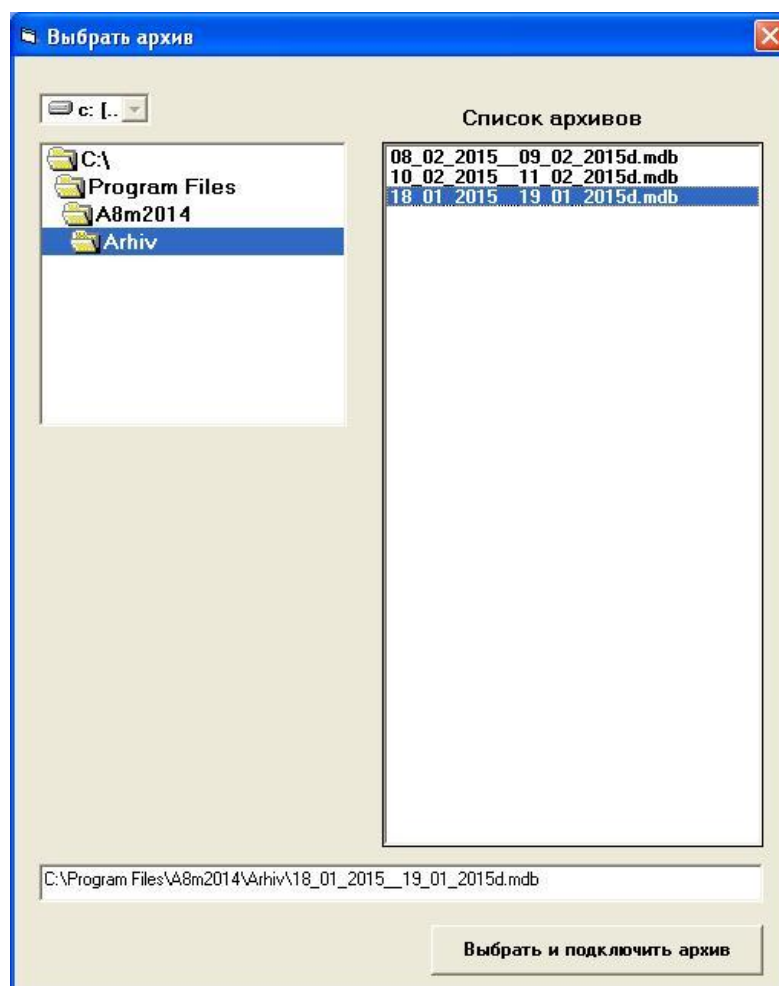 Выбрать архив
c: [..
Список архивов
C:\
Program Files
A8m2014
Arhiv
08_02_2015__09_02_2015d.mdb
10_02_2015__11_02_2015d.mdb
18_01_2015__19_01_2015d.mdb
C:\Program Files\A8m2014\Arhiv\18_01_2015__19_01_2015d.mdb
Выбрать и подключить архив